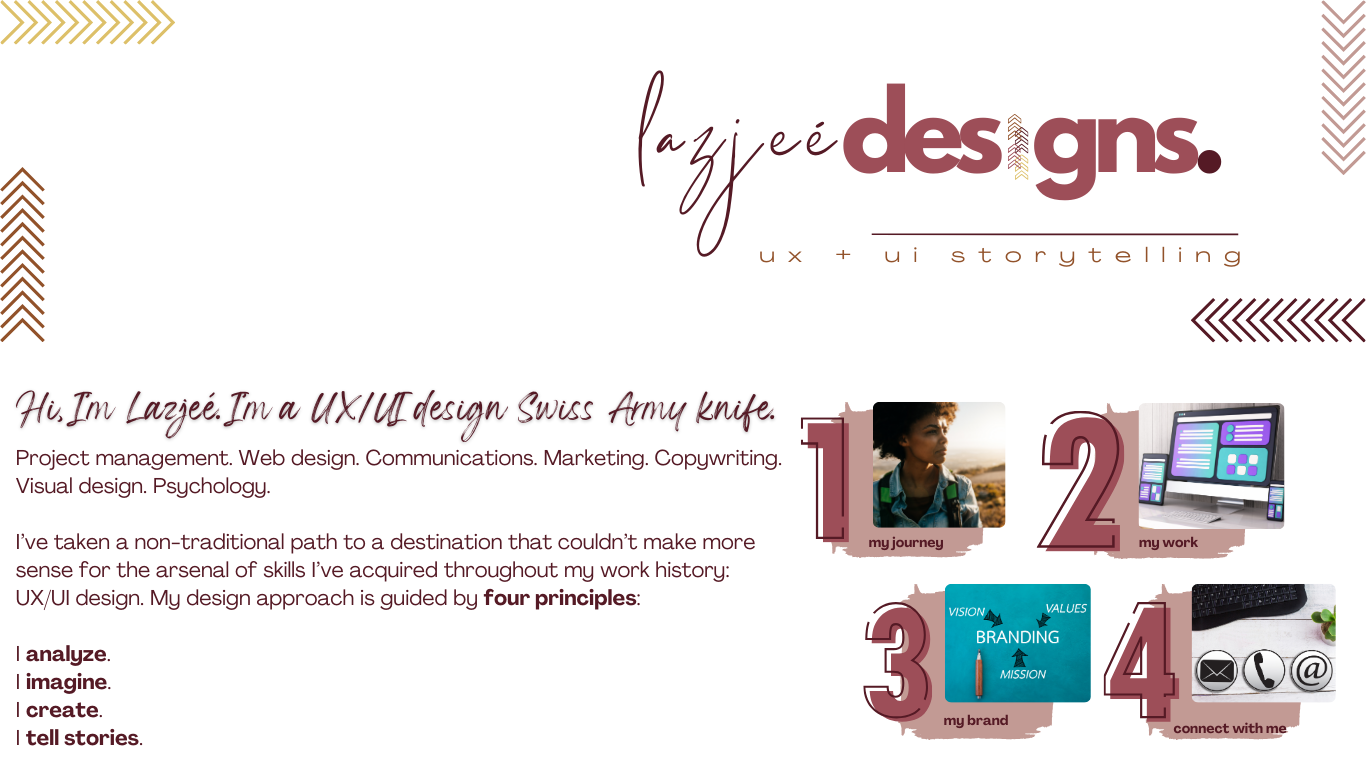 lazjeé designs.
ux + ui storytelling
Hi, I'm Lazjeé. I'm a UX/UI design Swiss Army knife.
Project management. Web design. Communications. Marketing. Copywriting.
Visual design. Psychology.
I've taken a non-traditional path to a destination that couldn't make more
sense for the arsenal of skills I've acquired throughout my work history:
UX/UI design. My design approach is guided by four principles:
I analyze.
I imagine.
I create.
I tell stories.
1
my journey
2
my work
3
VISION
VALUES
BRANDING
MISSION
my brand
4
@
connect with me